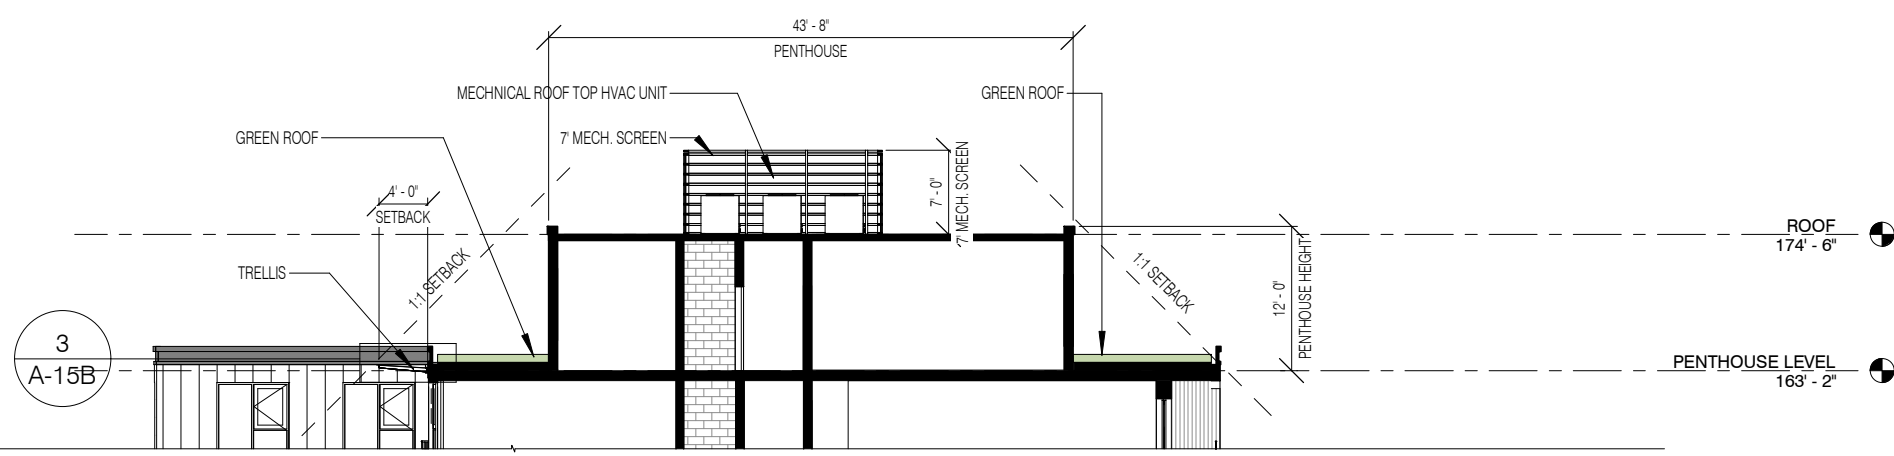 43' - 8"
PENTHOUSE
MECHNICAL ROOF TOP HVAC UNIT
GREEN ROOF
GREEN ROOF
7' MECH. SCREEN
7' - 0"
7' MECH. SCREEN
4' - 0"
SETBACK
ROOF
174' - 6"
TRELLIS
1:1 SETBACK
1:1 SETBACK
12' - 0"
PENTHOUSE HEIGHT
3
A-15B
PENTHOUSE LEVEL
163' - 2"